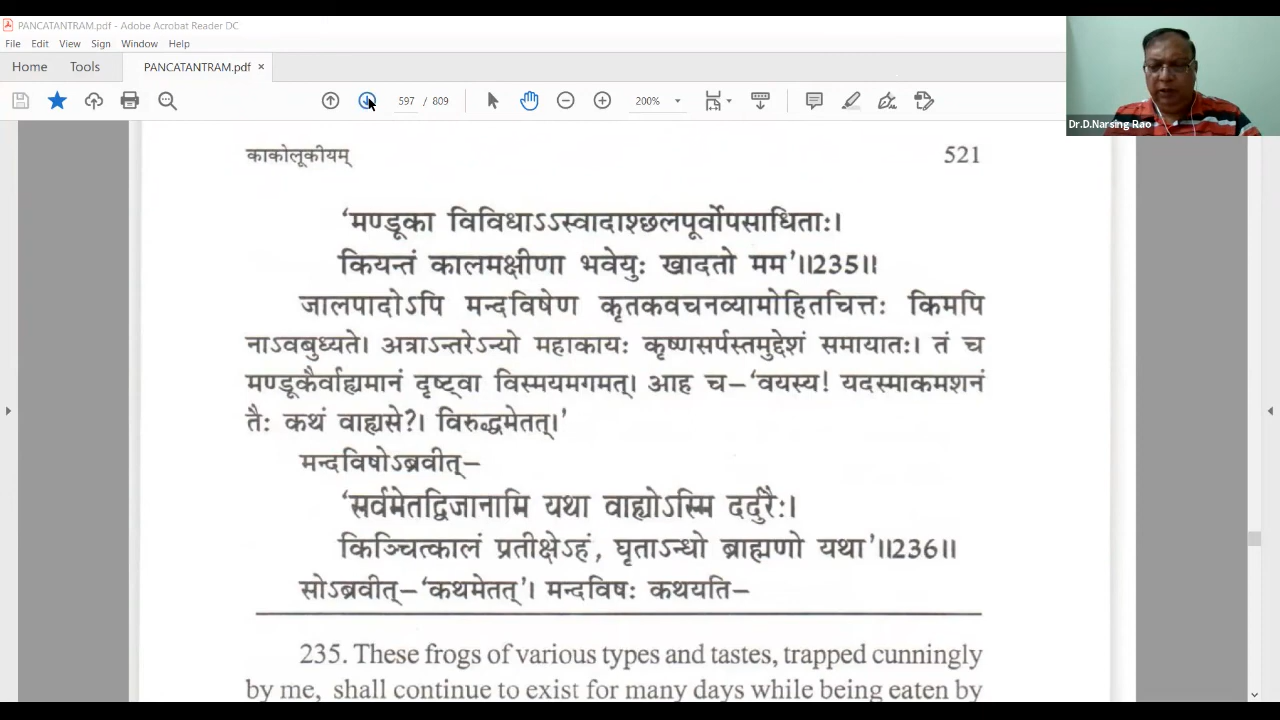 PANCATANTRAM.pdf - Adobe Acrobat Reader DC
File Edit View Sign Window Help
Home Tools PANCATANTRAM.pdf ×
597 / 809 200%
Dr.D.Narsing Rao
काकोलूकीयम् 521
‘मण्डूका विविधाऽऽस्वादाश्छलपूर्वोपसाधिताः।
कियन्तं कालमक्षीणा भवेयुः खादतो मम’॥235॥
जालपादोऽपि मन्दविषेण कृतकवचनव्यामोहितचित्तः किमपि
नाऽवबुध्यते। अत्राऽन्तरेऽन्यो महाकायः कृष्णसर्पस्तमुद्देशं समायातः। तं च
मण्डूकैर्वाह्यमानं दृष्ट्वा विस्मयमगमत्। आह च–‘वयस्य! यदस्माकमशनं
तैः कथं वाह्यसे?। विरुद्धमेतत्।’
मन्दविषोऽब्रवीत्–
‘सर्वमेतद्विजानामि यथा वाह्योऽस्मि दर्दुरैः।
किञ्चित्कालं प्रतीक्षेऽहं, घृताऽन्धो ब्राह्मणो यथा’॥236॥
सोऽब्रवीत्–‘कथमेतत्’। मन्दविषः कथयति–
235. These frogs of various types and tastes, trapped cunningly
by me, shall continue to exist for many days while being eaten by